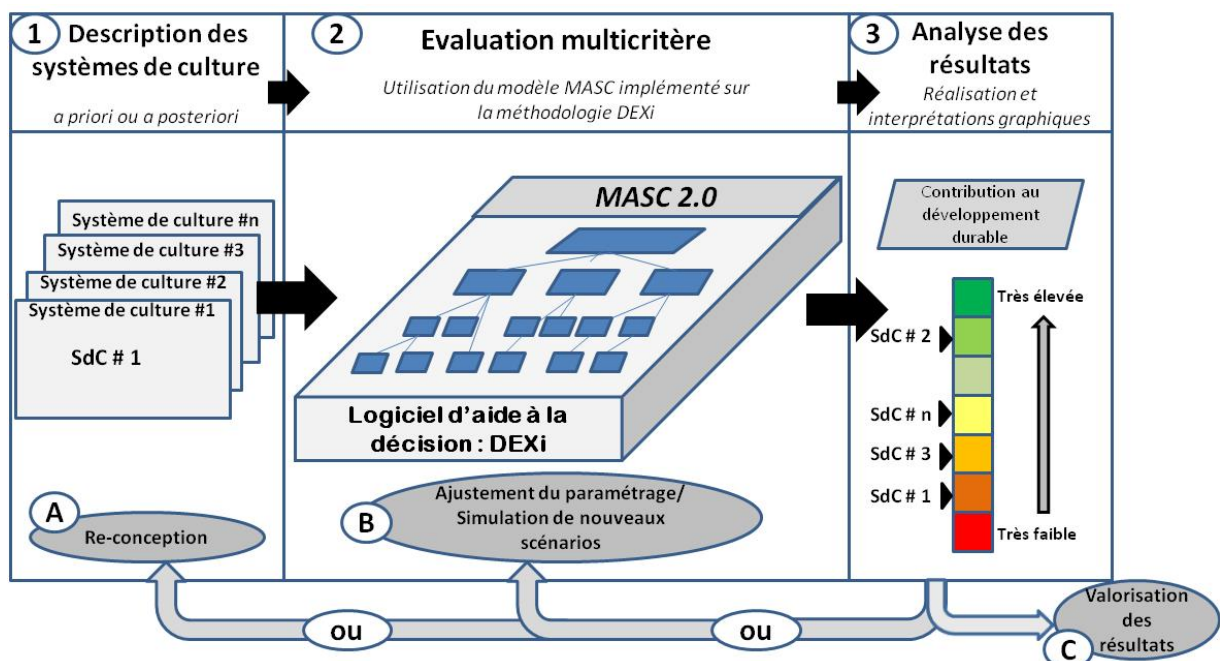 1
Description des
systèmes de culture
a priori ou a posteriori
2
Evaluation multicritère
Utilisation du modèle MASC implémenté sur
la méthodologie DEXi
3
Analyse des
résultats
Réalisation et
interprétations graphiques
Système de culture #n
Système de culture #3
Système de culture #2
Système de culture #1
SdC # 1
MASC 2.0
Logiciel d'aide à la
décision : DEXi
Contribution au
développement
durable
Très élevée
SdC # 2
SdC # n
SdC # 3
SdC # 1
Très faible
A
Re-conception
B
Ajustement du paramétrage/
Simulation de nouveaux
scénarios
ou
ou
Valorisation
des
résultats
C